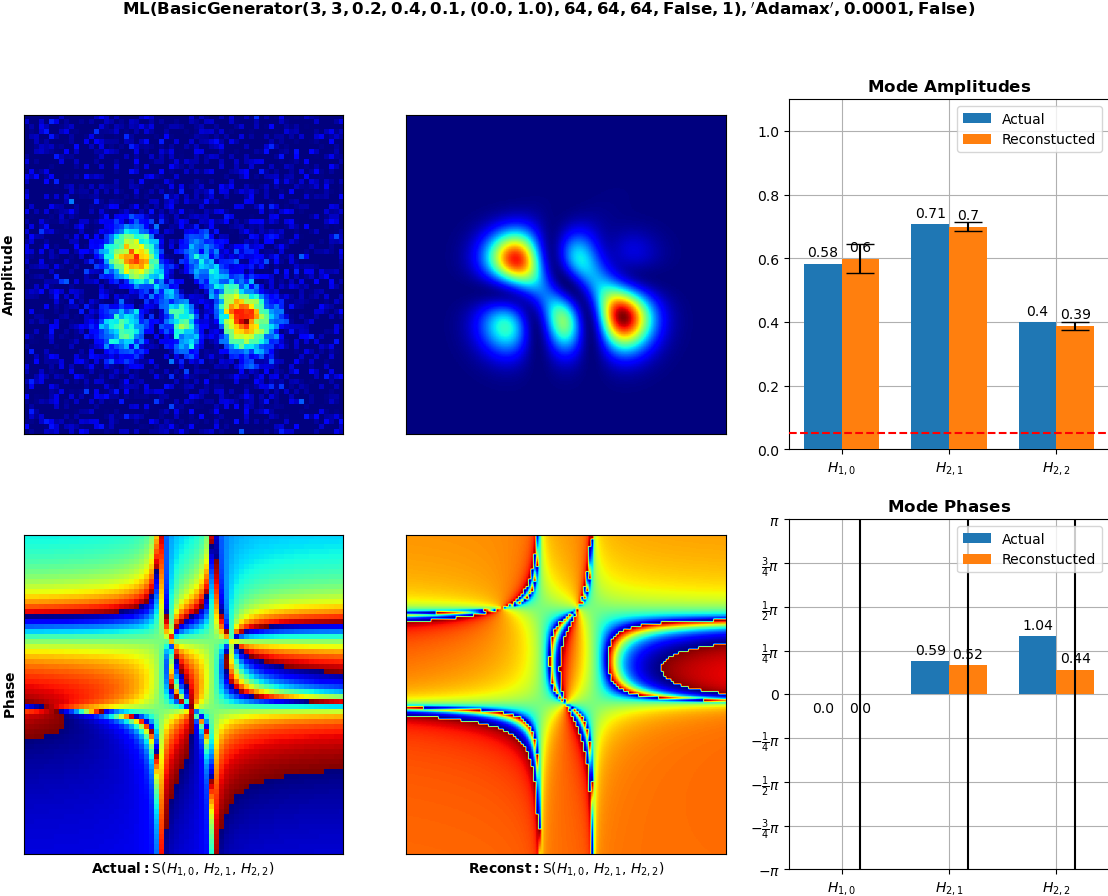 ML(BasicGenerator(3, 3, 0.2, 0.4, 0.1, (0.0, 1.0), 64, 64, 64, False, 1), ′Adamax′, 0.0001, False)
Amplitude
Mode Amplitudes
Actual
Reconstucted
1.0
0.8
0.6
0.4
0.2
0.0
0.58
0.6
0.71
0.7
0.4
0.39
H1,0
H2,1
H2,2
Phase
Actual: S(H1,0, H2,1, H2,2)
Reconst: S(H1,0, H2,1, H2,2)
Mode Phases
Actual
Reconstucted
π
3/4π
1/2π
1/4π
0
−1/4π
−1/2π
−3/4π
−π
0.0
0.0
0.59
0.52
1.04
0.44
H1,0
H2,1
H2,2